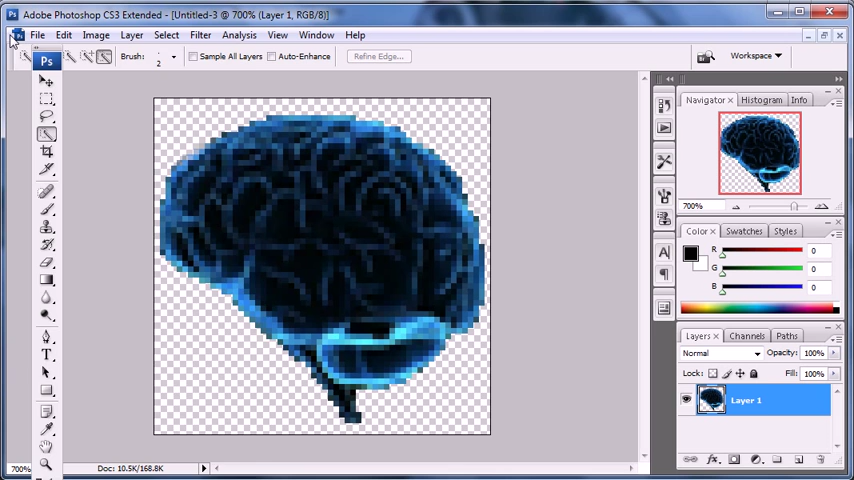 Adobe Photoshop CS3 Extended - [Untitled-3 @ 700% (Layer 1, RGB/8)]
Ps File Edit Image Layer Select Filter Analysis View Window Help
Brush: 2 Sample All Layers Auto-Enhance Refine Edge... Workspace
Ps
Navigator Histogram Info
700%
Color Swatches Styles
R 0
G 0
B 0
Layers Channels Paths
Normal Opacity: 100%
Lock: Fill: 100%
Layer 1
700% Doc: 10.5K/168.8K